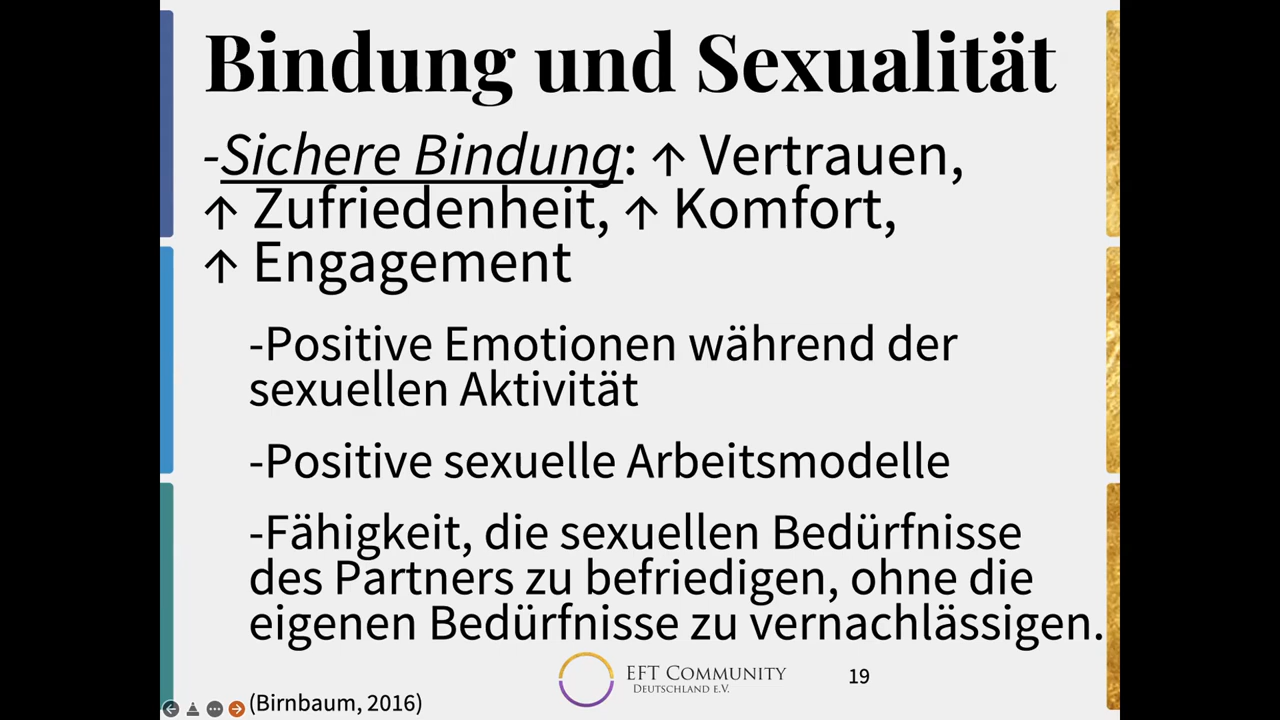 Bindung und Sexualität
-Sichere Bindung: ↑ Vertrauen,
↑ Zufriedenheit, ↑ Komfort,
↑ Engagement
-Positive Emotionen während der
sexuellen Aktivität
-Positive sexuelle Arbeitsmodelle
-Fähigkeit, die sexuellen Bedürfnisse
des Partners zu befriedigen, ohne die
eigenen Bedürfnisse zu vernachlässigen.
EFT COMMUNITY
DEUTSCHLAND E.V.
19
(Birnbaum, 2016)